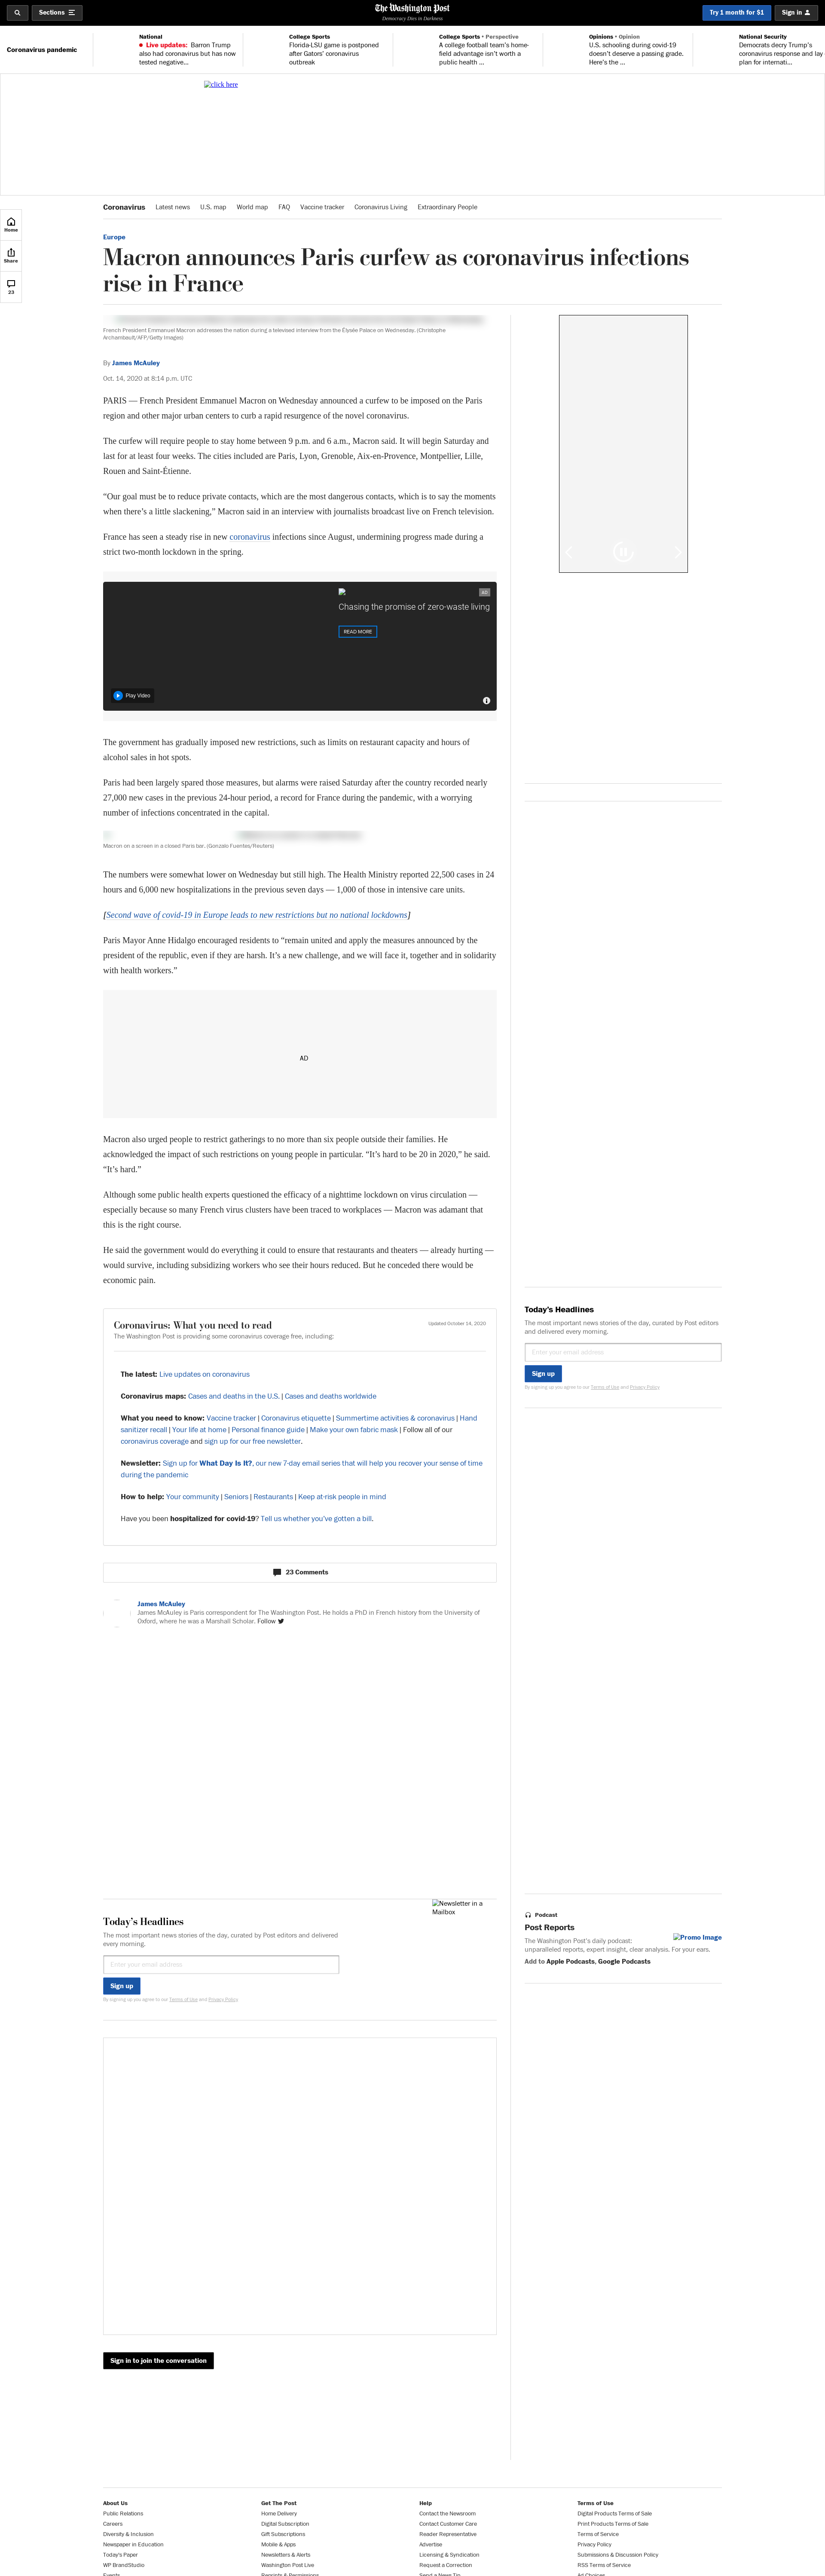 Sections
The Washington Post
Democracy Dies in Darkness
Try 1 month for $1
Sign in
Coronavirus pandemic
National
Live updates: Barron Trump
also had coronavirus but has now
tested negative...
College Sports
Florida-LSU game is postponed
after Gators' coronavirus
outbreak
College Sports • Perspective
A college football team's home-
field advantage isn't worth a
public health ...
Opinions • Opinion
U.S. schooling during covid-19
doesn't deserve a passing grade.
Here's the ...
National Security
Democrats decry Trump's
coronavirus response and lay
plan for internati...
click here
Coronavirus
Latest news
U.S. map
World map
FAQ
Vaccine tracker
Coronavirus Living
Extraordinary People
Home
Share
23
Europe
Macron announces Paris curfew as coronavirus infections
rise in France
French President Emmanuel Macron addresses the nation during a televised interview from the Élysée Palace on Wednesday. (Christophe
Archambault/AFP/Getty Images)
By James McAuley
Oct. 14, 2020 at 8:14 p.m. UTC
PARIS — French President Emmanuel Macron on Wednesday announced a curfew to be imposed on the Paris
region and other major urban centers to curb a rapid resurgence of the novel coronavirus.
The curfew will require people to stay home between 9 p.m. and 6 a.m., Macron said. It will begin Saturday and
last for at least four weeks. The cities included are Paris, Lyon, Grenoble, Aix-en-Provence, Montpellier, Lille,
Rouen and Saint-Étienne.
“Our goal must be to reduce private contacts, which are the most dangerous contacts, which is to say the moments
when there’s a little slackening,” Macron said in an interview with journalists broadcast live on French television.
France has seen a steady rise in new coronavirus infections since August, undermining progress made during a
strict two-month lockdown in the spring.
AD
Chasing the promise of zero-waste living
READ MORE
Play Video
The government has gradually imposed new restrictions, such as limits on restaurant capacity and hours of
alcohol sales in hot spots.
Paris had been largely spared those measures, but alarms were raised Saturday after the country recorded nearly
27,000 new cases in the previous 24-hour period, a record for France during the pandemic, with a worrying
number of infections concentrated in the capital.
Macron on a screen in a closed Paris bar. (Gonzalo Fuentes/Reuters)
The numbers were somewhat lower on Wednesday but still high. The Health Ministry reported 22,500 cases in 24
hours and 6,000 new hospitalizations in the previous seven days — 1,000 of those in intensive care units.
[Second wave of covid-19 in Europe leads to new restrictions but no national lockdowns]
Paris Mayor Anne Hidalgo encouraged residents to “remain united and apply the measures announced by the
president of the republic, even if they are harsh. It’s a new challenge, and we will face it, together and in solidarity
with health workers.”
AD
Macron also urged people to restrict gatherings to no more than six people outside their families. He
acknowledged the impact of such restrictions on young people in particular. “It’s hard to be 20 in 2020,” he said.
“It’s hard.”
Although some public health experts questioned the efficacy of a nighttime lockdown on virus circulation —
especially because so many French virus clusters have been traced to workplaces — Macron was adamant that
this is the right course.
He said the government would do everything it could to ensure that restaurants and theaters — already hurting —
would survive, including subsidizing workers who see their hours reduced. But he conceded there would be
economic pain.
Coronavirus: What you need to read
Updated October 14, 2020
The Washington Post is providing some coronavirus coverage free, including:
The latest: Live updates on coronavirus
Coronavirus maps: Cases and deaths in the U.S. | Cases and deaths worldwide
What you need to know: Vaccine tracker | Coronavirus etiquette | Summertime activities & coronavirus | Hand
sanitizer recall | Your life at home | Personal finance guide | Make your own fabric mask | Follow all of our
coronavirus coverage and sign up for our free newsletter.
Newsletter: Sign up for What Day Is It?, our new 7-day email series that will help you recover your sense of time
during the pandemic
How to help: Your community | Seniors | Restaurants | Keep at-risk people in mind
Have you been hospitalized for covid-19? Tell us whether you’ve gotten a bill.
23 Comments
James McAuley
James McAuley is Paris correspondent for The Washington Post. He holds a PhD in French history from the University of
Oxford, where he was a Marshall Scholar. Follow
Today’s Headlines
The most important news stories of the day, curated by Post editors
and delivered every morning.
Enter your email address
Sign up
By signing up you agree to our Terms of Use and Privacy Policy
Newsletter in a
Mailbox
Today’s Headlines
The most important news stories of the day, curated by Post editors and delivered
every morning.
Enter your email address
Sign up
By signing up you agree to our Terms of Use and Privacy Policy
Podcast
Post Reports
Promo Image
The Washington Post’s daily podcast:
unparalleled reports, expert insight, clear analysis. For your ears.
Add to Apple Podcasts, Google Podcasts
Sign in to join the conversation
About Us
Public Relations
Careers
Diversity & Inclusion
Newspaper in Education
Today's Paper
WP BrandStudio
Events
Get The Post
Home Delivery
Digital Subscription
Gift Subscriptions
Mobile & Apps
Newsletters & Alerts
Washington Post Live
Reprints & Permissions
Help
Contact the Newsroom
Contact Customer Care
Reader Representative
Advertise
Licensing & Syndication
Request a Correction
Send a News Tip
Terms of Use
Digital Products Terms of Sale
Print Products Terms of Sale
Terms of Service
Privacy Policy
Submissions & Discussion Policy
RSS Terms of Service
Ad Choices